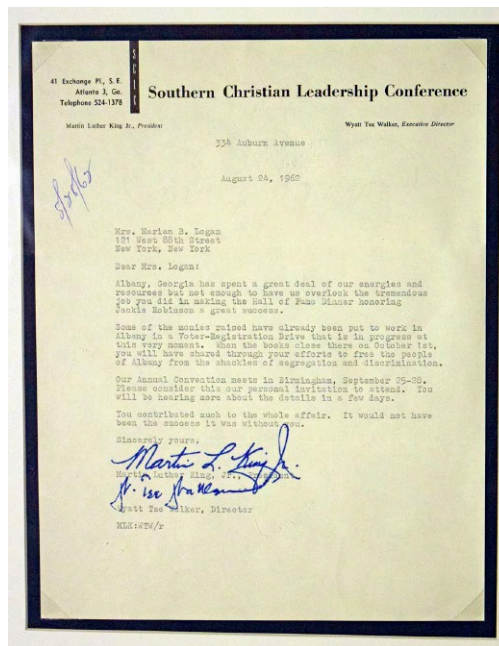 SCLC
41 Exchange Pl., S. E.
Atlanta 3, Ga.
Telephone 524-1378
Southern Christian Leadership Conference
Martin Luther King Jr., President
Wyatt Tee Walker, Executive Director
334 Auburn Avenue
August 24, 1962
Mrs. Marian B. Logan
121 West 88th Street
New York, New York
Dear Mrs. Logan:
Albany, Georgia has spent a great deal of our energies and
resources but not enough to have us overlook the tremendous
job you did in making the Hall of Fame Dinner honoring
Jackie Robinson a great success.
Some of the monies raised have already been put to work in
Albany in a Voter-Registration Drive that is in progress at
this very moment. When the books close there on October 1st,
you will have shared through your efforts to free the people
of Albany from the shackles of segregation and discrimination.
Our Annual Convention meets in Birmingham, September 25-28.
Please consider this our personal invitation to attend. You
will be hearing more about the details in a few days.
You contributed much to the whole affair. It would not have
been the success it was without you.
Sincerely yours,
Martin L. King Jr.
Martin Luther King, Jr., President
Wyatt Tee Walker, Director
MLK:WTW/r